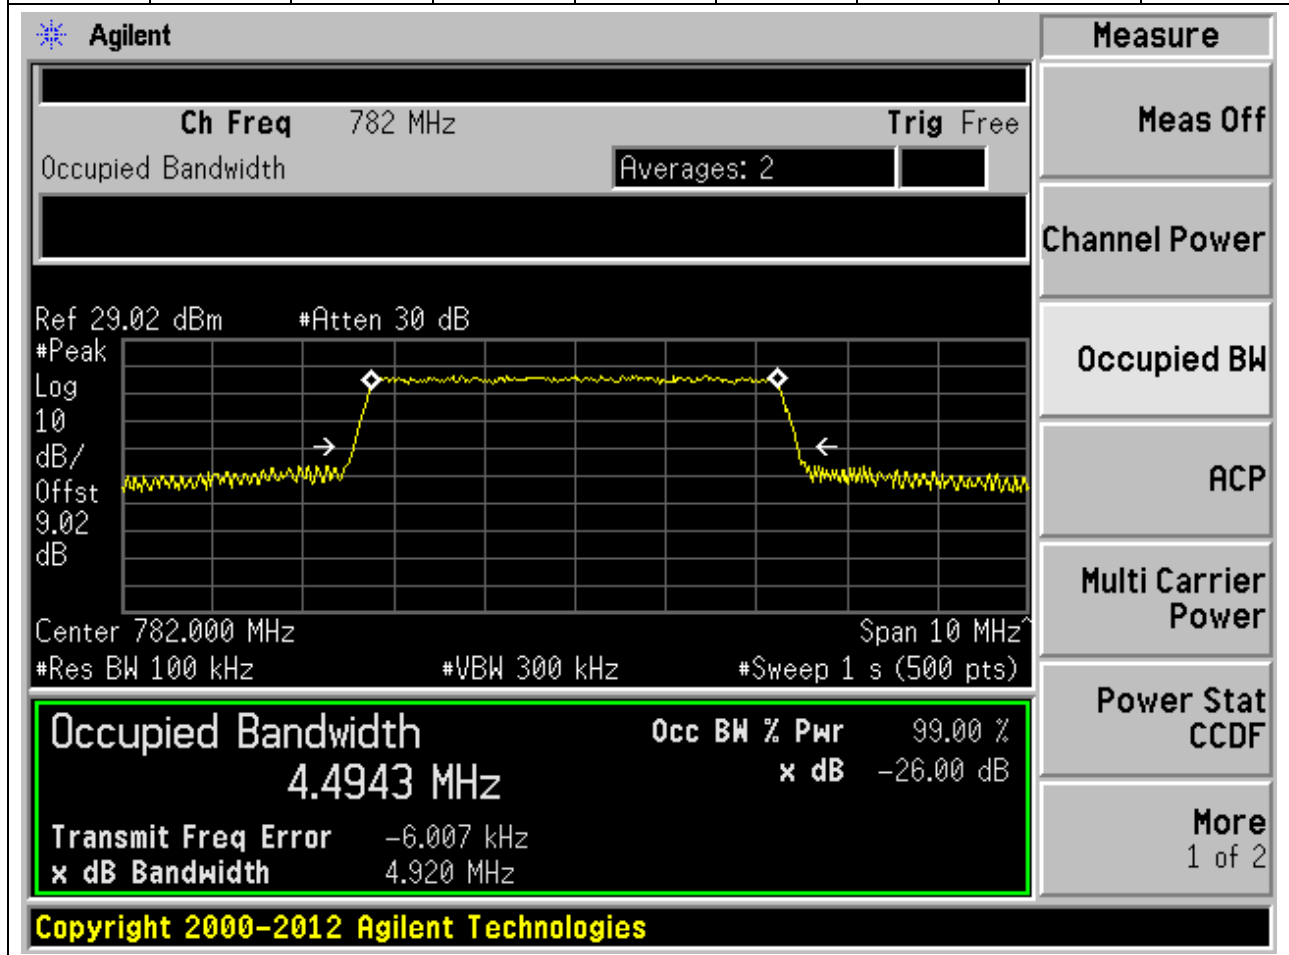 Agilent
Measure
Ch Freq 782 MHz Trig Free
Meas Off
Occupied Bandwidth Averages: 2
Channel Power
Ref 29.02 dBm #Atten 30 dB
#Peak
Log
10
dB/
Offst
9.02
dB
Occupied BW
ACP
Center 782.000 MHz Span 10 MHz^
#Res BW 100 kHz #VBW 300 kHz #Sweep 1 s (500 pts)
Multi Carrier
Power
Occupied Bandwidth Occ BW % Pwr 99.00 %
4.4943 MHz x dB -26.00 dB
Power Stat
CCDF
Transmit Freq Error -6.007 kHz
x dB Bandwidth 4.920 MHz
More
1 of 2
Copyright 2000-2012 Agilent Technologies